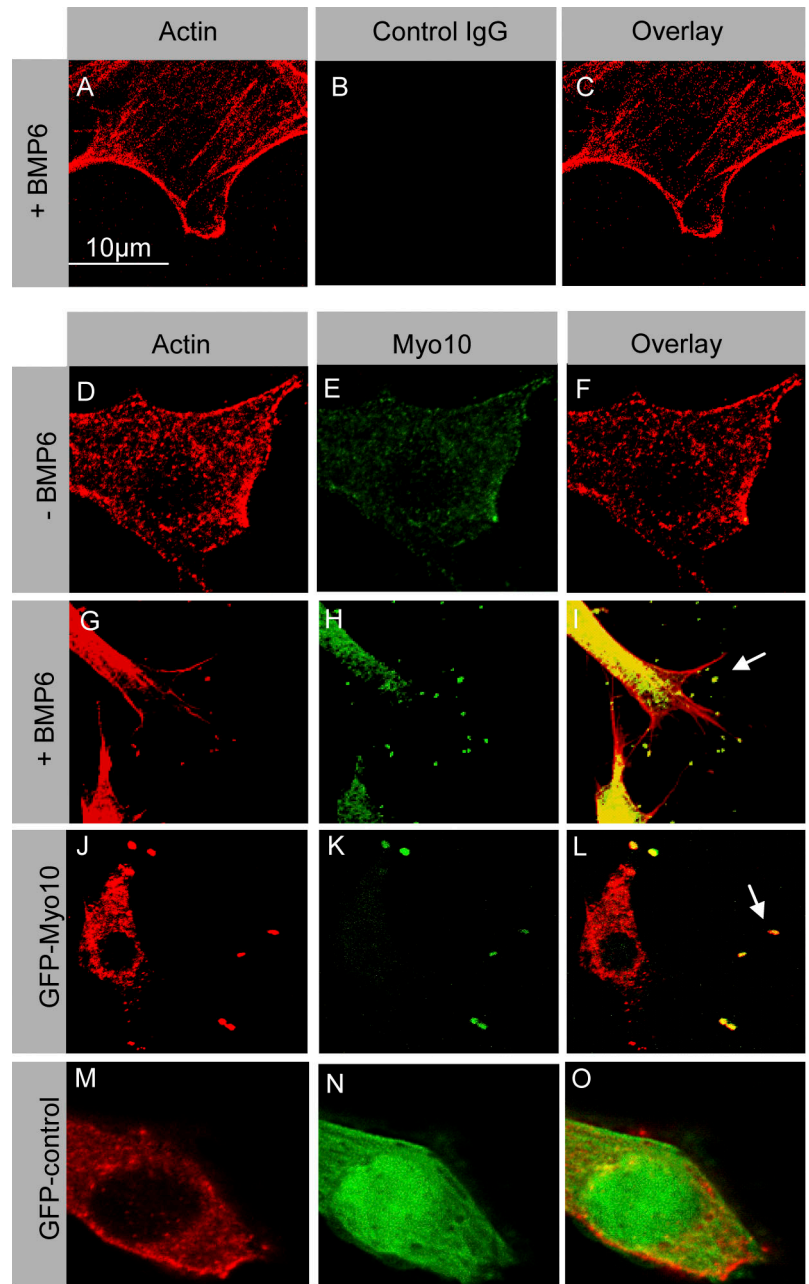 Actin Control IgG Overlay
+ BMP6
A B C
10µm
Actin Myo10 Overlay
- BMP6
D E F
+ BMP6
G H I
GFP-Myo10
J K L
GFP-control
M N O